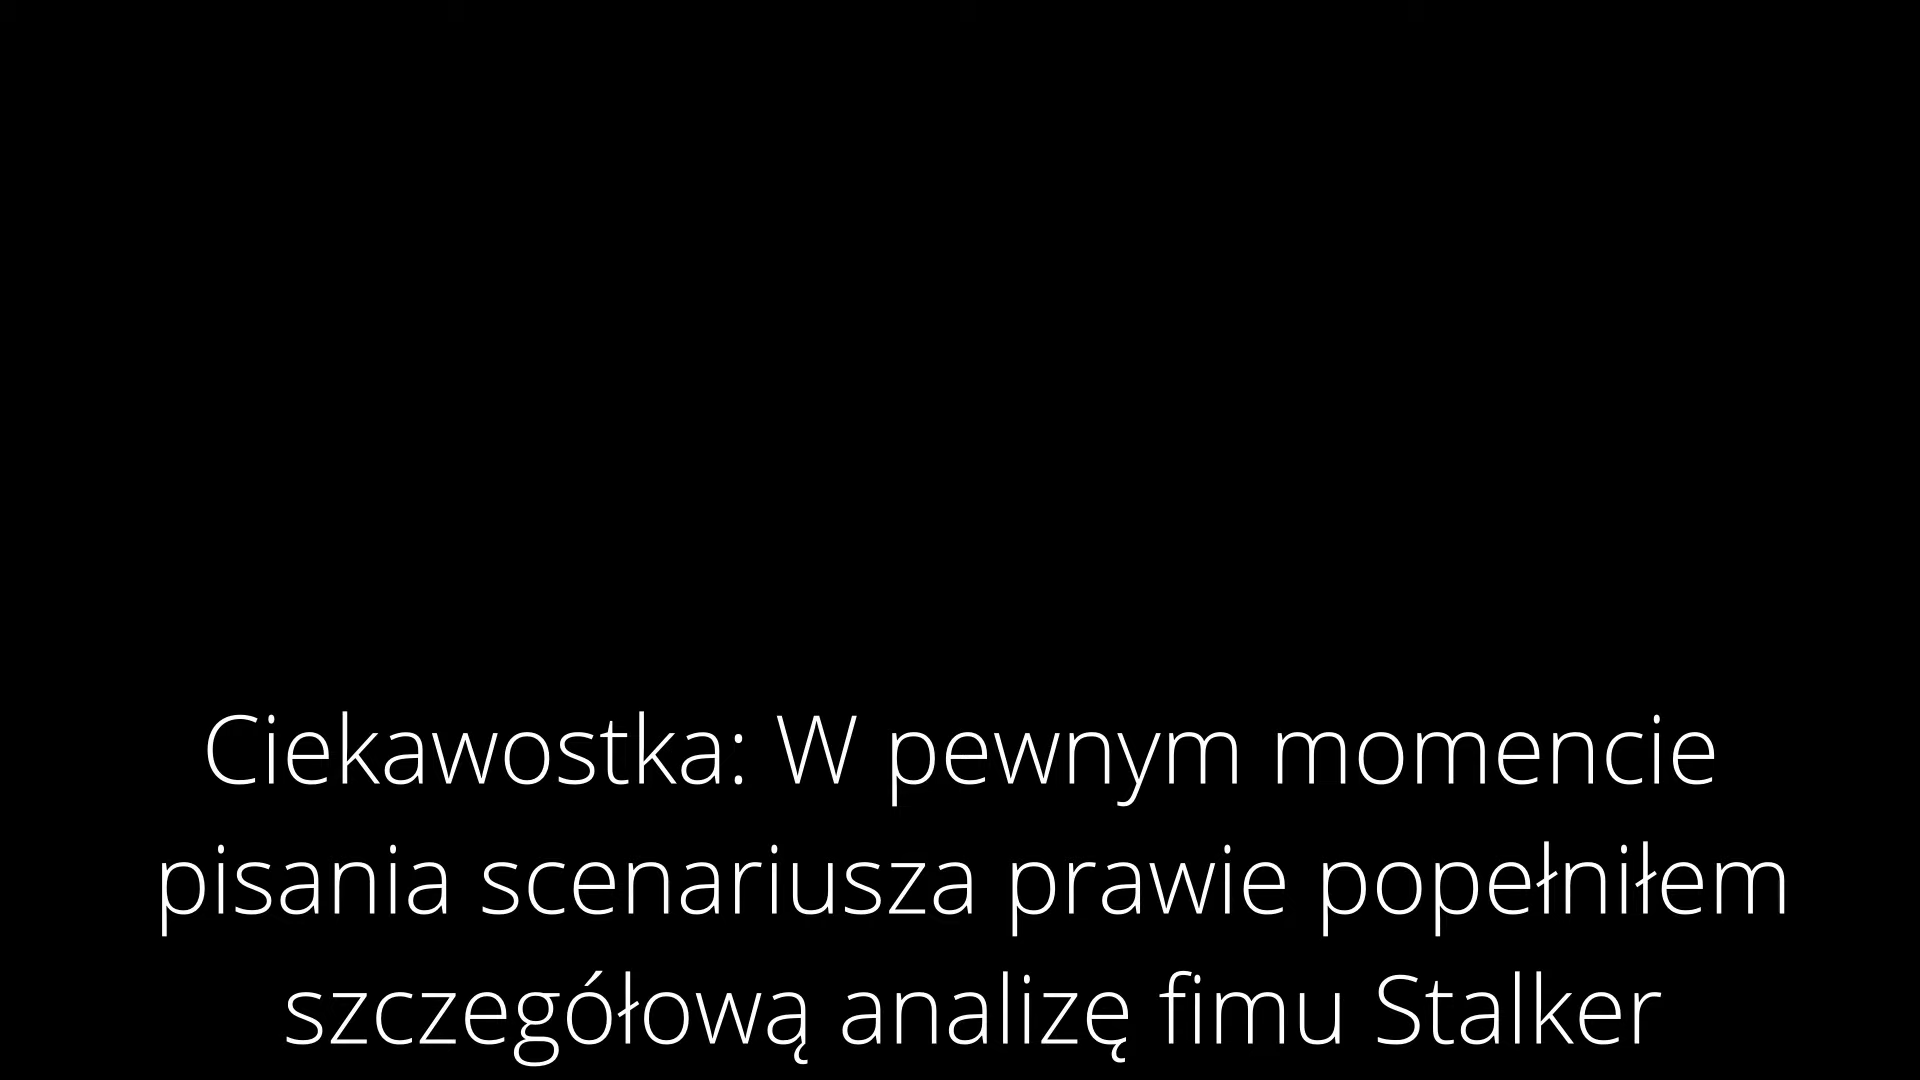 Ciekawostka: W pewnym momencie
pisania scenariusza prawie popełniłem
szczegółową analizę fimu Stalker